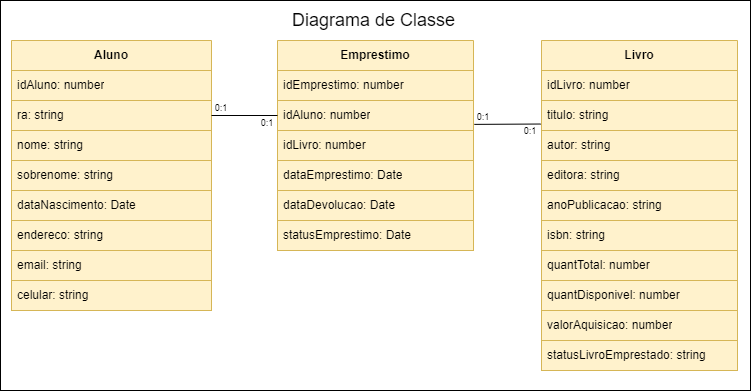 Diagrama de Classe
Aluno
idAluno: number
ra: string
nome: string
sobrenome: string
dataNascimento: Date
endereco: string
email: string
celular: string
0:1
0:1
Emprestimo
idEmprestimo: number
idAluno: number
idLivro: number
dataEmprestimo: Date
dataDevolucao: Date
statusEmprestimo: Date
0:1
0:1
Livro
idLivro: number
titulo: string
autor: string
editora: string
anoPublicacao: string
isbn: string
quantTotal: number
quantDisponivel: number
valorAquisicao: number
statusLivroEmprestado: string